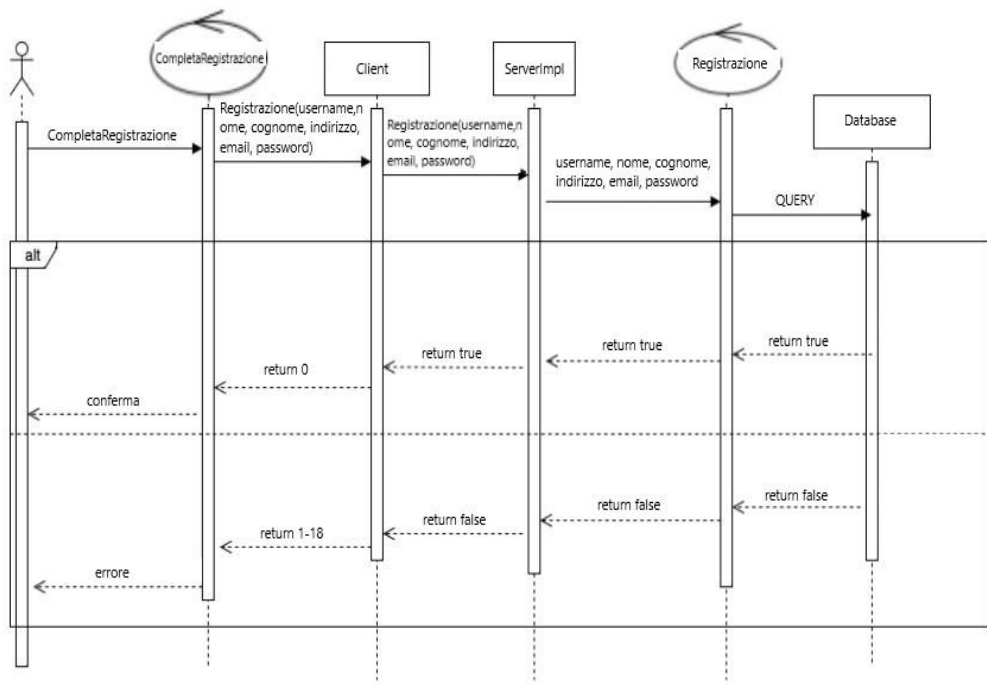 CompletaRegistrazione
Client
ServerImpl
Registrazione
Database
CompletaRegistrazione
Registrazione(username,n
ome, cognome, indirizzo,
email, password)
Registrazione(username,n
ome, cognome, indirizzo,
email, password)
username, nome, cognome,
indirizzo, email, password
QUERY
alt
return true
return true
return true
return 0
conferma
return false
return false
return false
return 1-18
errore